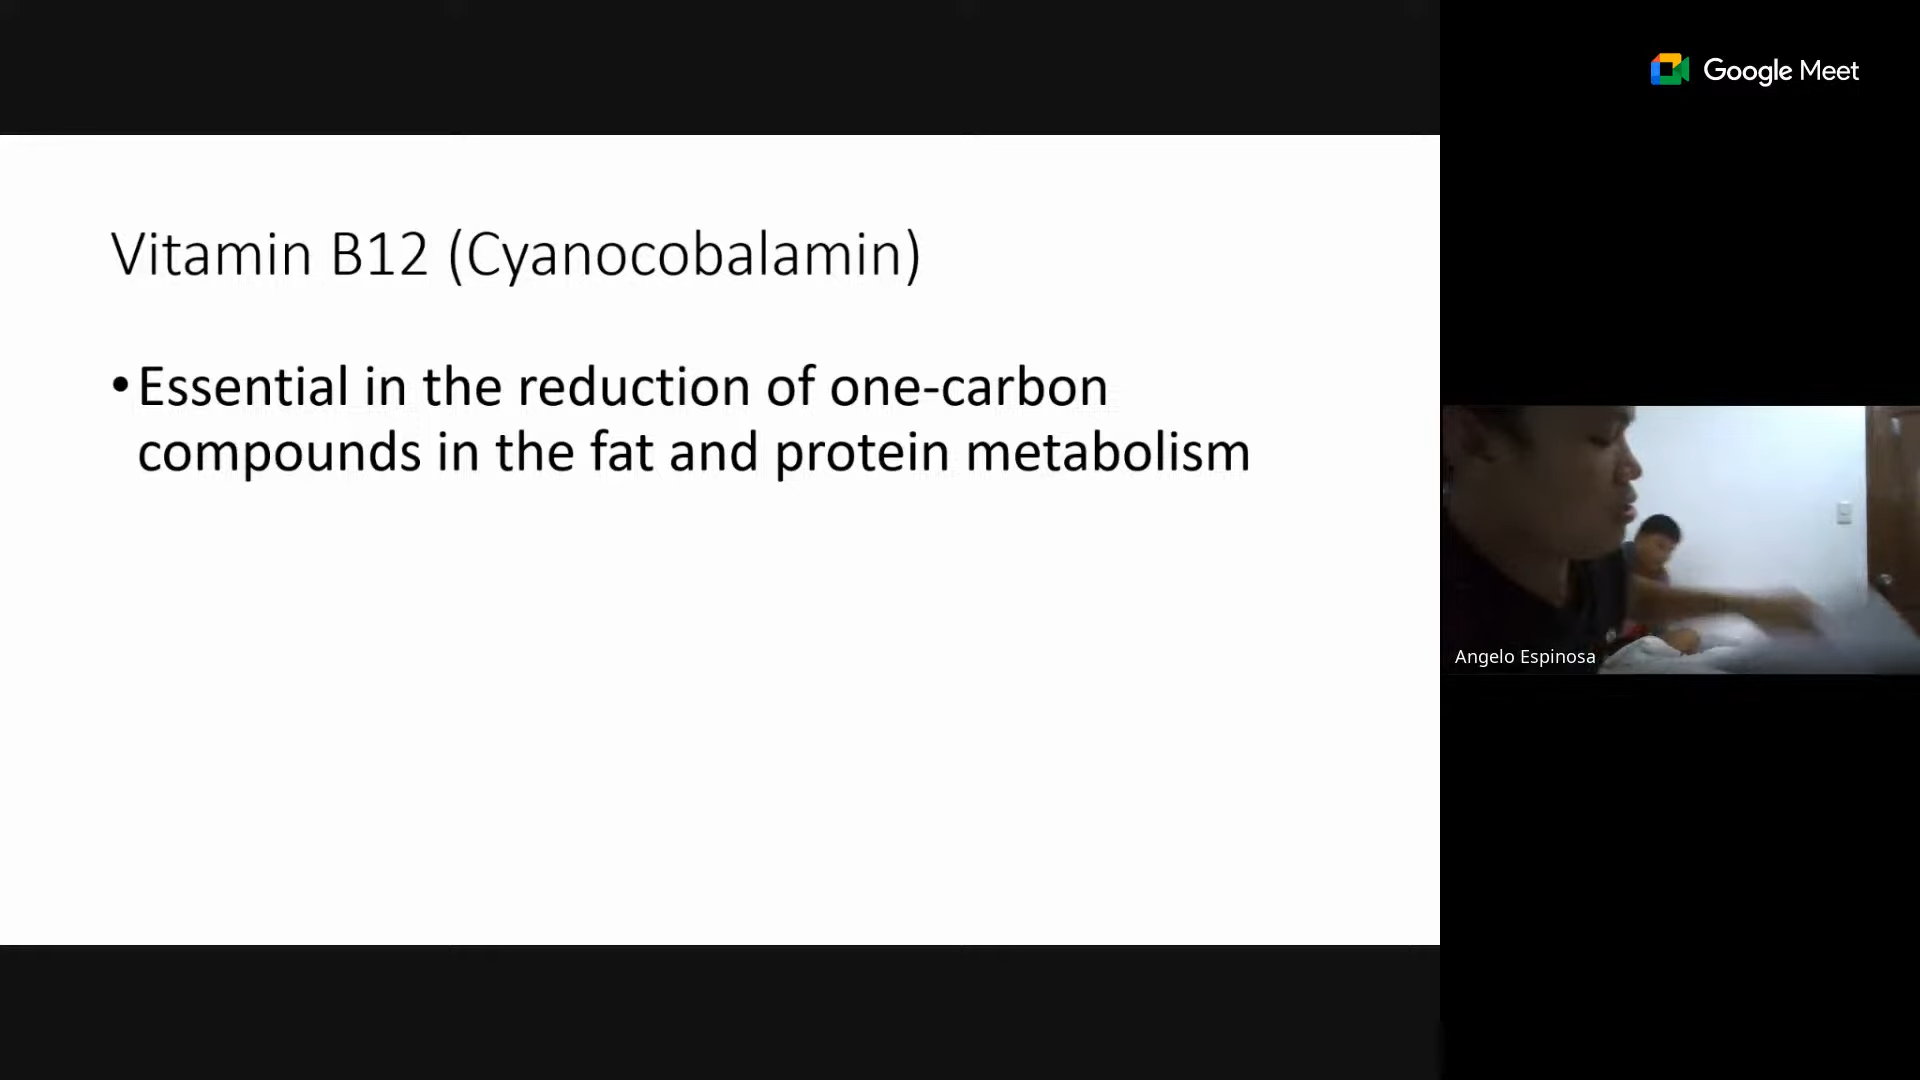 Google Meet
Vitamin B12 (Cyanocobalamin)
•Essential in the reduction of one-carbon
compounds in the fat and protein metabolism
Angelo Espinosa